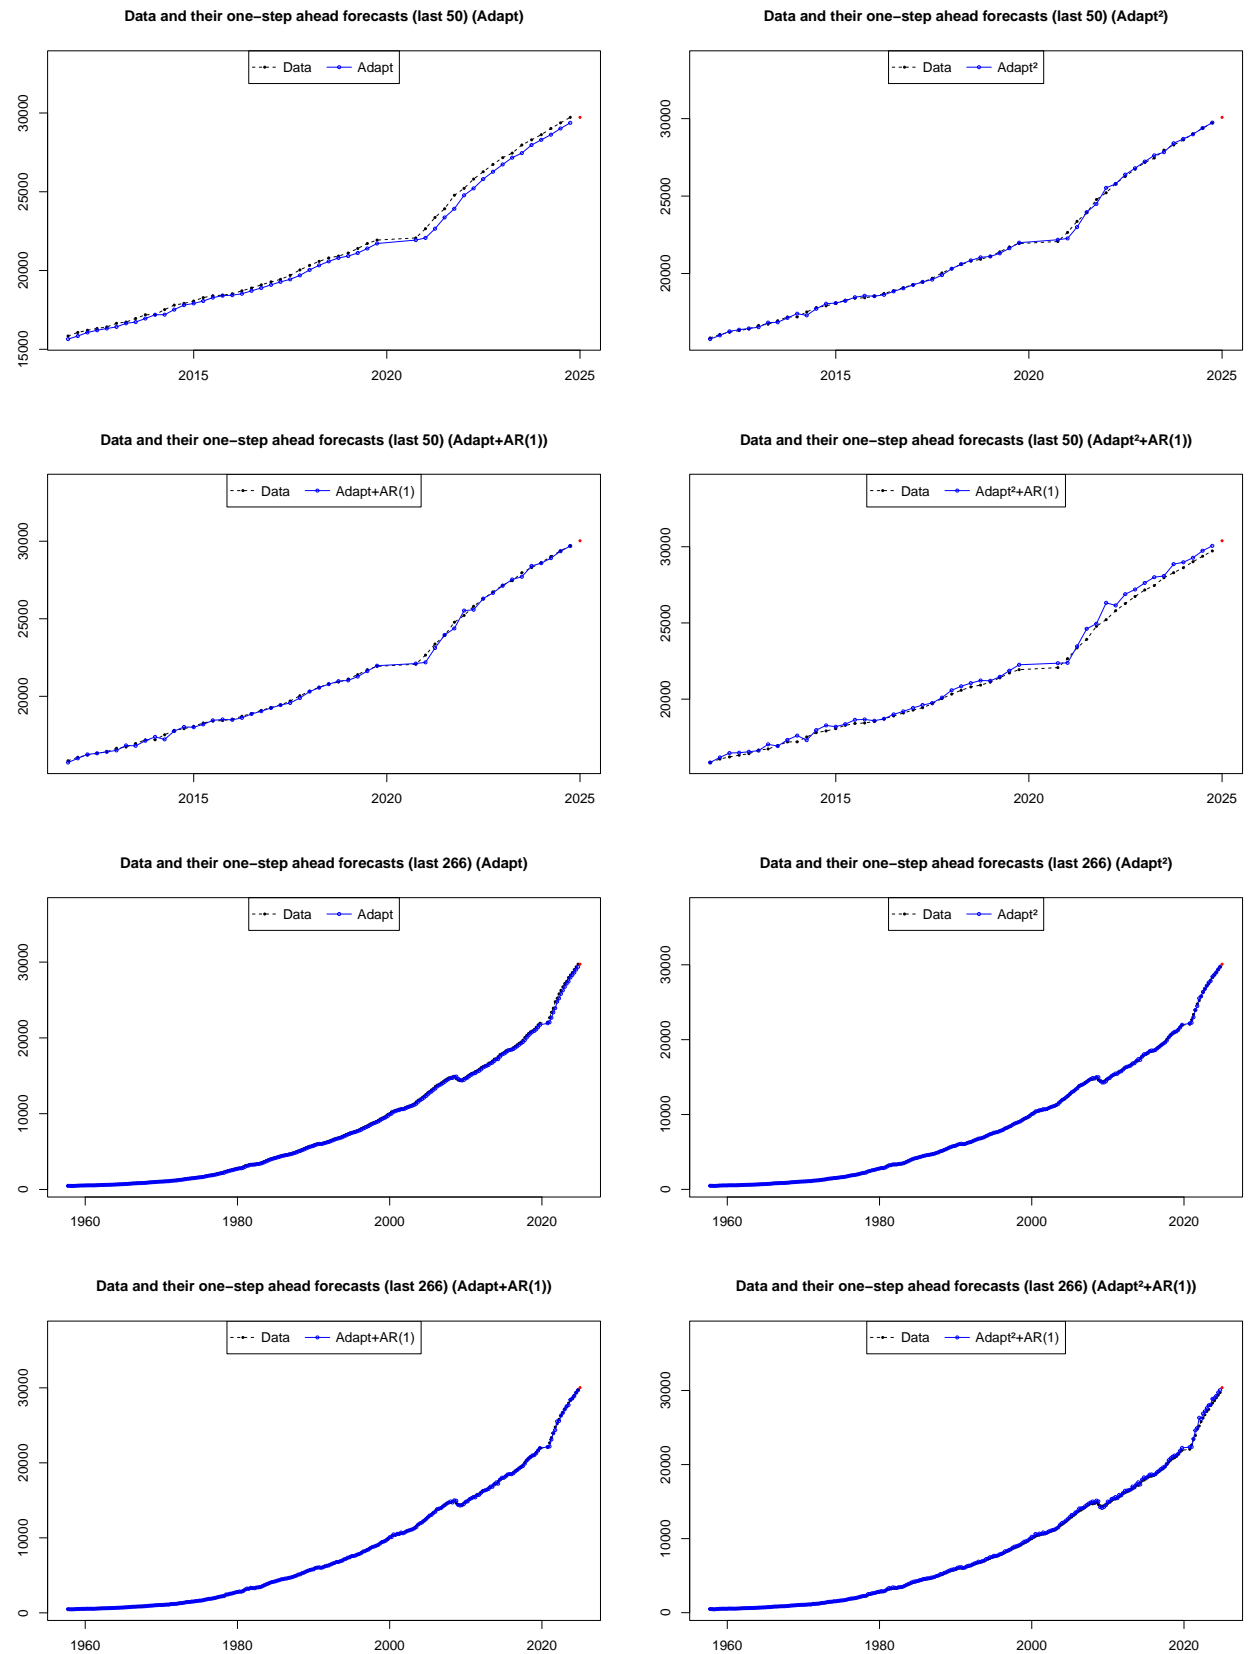 Data and their one−step ahead forecasts (last 50) (Adapt)
Data Adapt
30000
25000
20000
15000
2015 2020 2025
Data and their one−step ahead forecasts (last 50) (Adapt²)
Data Adapt²
30000
25000
20000
2015 2020 2025
Data and their one−step ahead forecasts (last 50) (Adapt+AR(1))
Data Adapt+AR(1)
30000
25000
20000
2015 2020 2025
Data and their one−step ahead forecasts (last 50) (Adapt²+AR(1))
Data Adapt²+AR(1)
30000
25000
20000
2015 2020 2025
Data and their one−step ahead forecasts (last 266) (Adapt)
Data Adapt
30000
20000
10000
0
1960 1980 2000 2020
Data and their one−step ahead forecasts (last 266) (Adapt²)
Data Adapt²
30000
20000
10000
0
1960 1980 2000 2020
Data and their one−step ahead forecasts (last 266) (Adapt+AR(1))
Data Adapt+AR(1)
30000
20000
10000
0
1960 1980 2000 2020
Data and their one−step ahead forecasts (last 266) (Adapt²+AR(1))
Data Adapt²+AR(1)
30000
20000
10000
0
1960 1980 2000 2020